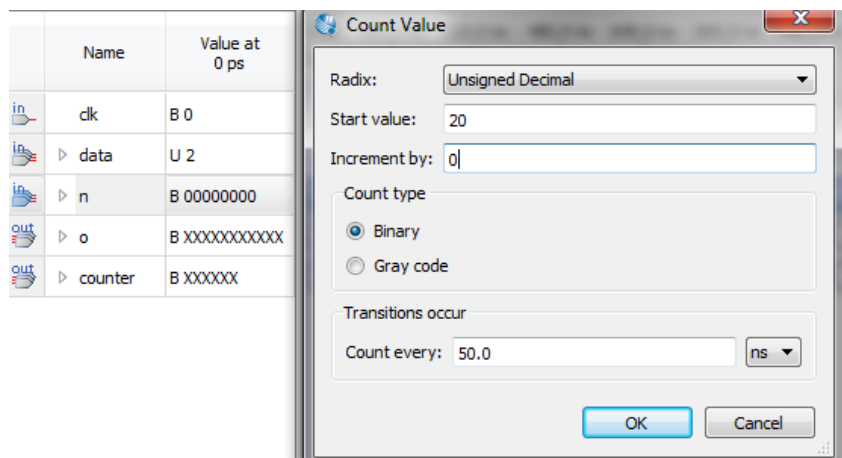 Name
Value at
0 ps
in
clk
B 0
in
data
U 2
in
n
B 00000000
out
o
B XXXXXXXXXXX
out
counter
B XXXXXX
Count Value
Radix:
Unsigned Decimal
Start value:
20
Increment by:
0
Count type
Binary
Gray code
Transitions occur
Count every:
50.0
ns
OK
Cancel